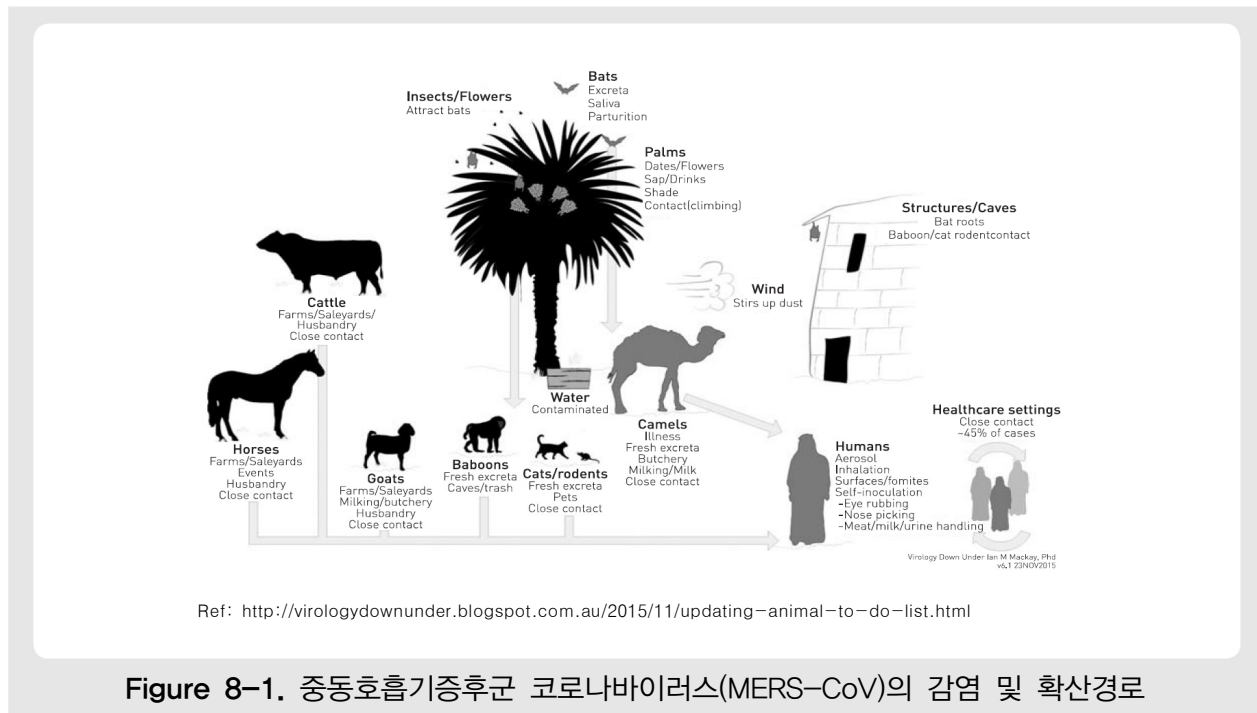 Bats
Excreta
Saliva
Parturition
Insects/Flowers
Attract bats
Palms
Dates/Flowers
Sap/Drinks
Shade
Contact(climbing)
Structures/Caves
Bat roots
Baboon/cat rodentcontact
Wind
Stirs up dust
Cattle
Farms/Saleyards/
Husbandry
Close contact
Horses
Farms/Saleyards
Events
Husbandry
Close contact
Goats
Farms/Saleyards
Milking/butchery
Husbandry
Close contact
Baboons
Fresh excreta
Caves/trash
Water
Contaminated
Cats/rodents
Fresh excreta
Pets
Close contact
Camels
Illness
Fresh excreta
Butchery
Milking/Milk
Close contact
Humans
Aerosol
Inhalation
Surfaces/fomites
Self-inoculation
-Eye rubbing
-Nose picking
-Meat/milk/urine handling
Healthcare settings
Close contact
~45% of cases
Virology Down Under Ian M Mackay, Phd
v6.1 23NOV2015
Ref: http://virologydownunder.blogspot.com.au/2015/11/updating-animal-to-do-list.html
Figure 8-1. 중동호흡기증후군 코로나바이러스(MERS-CoV)의 감염 및 확산경로